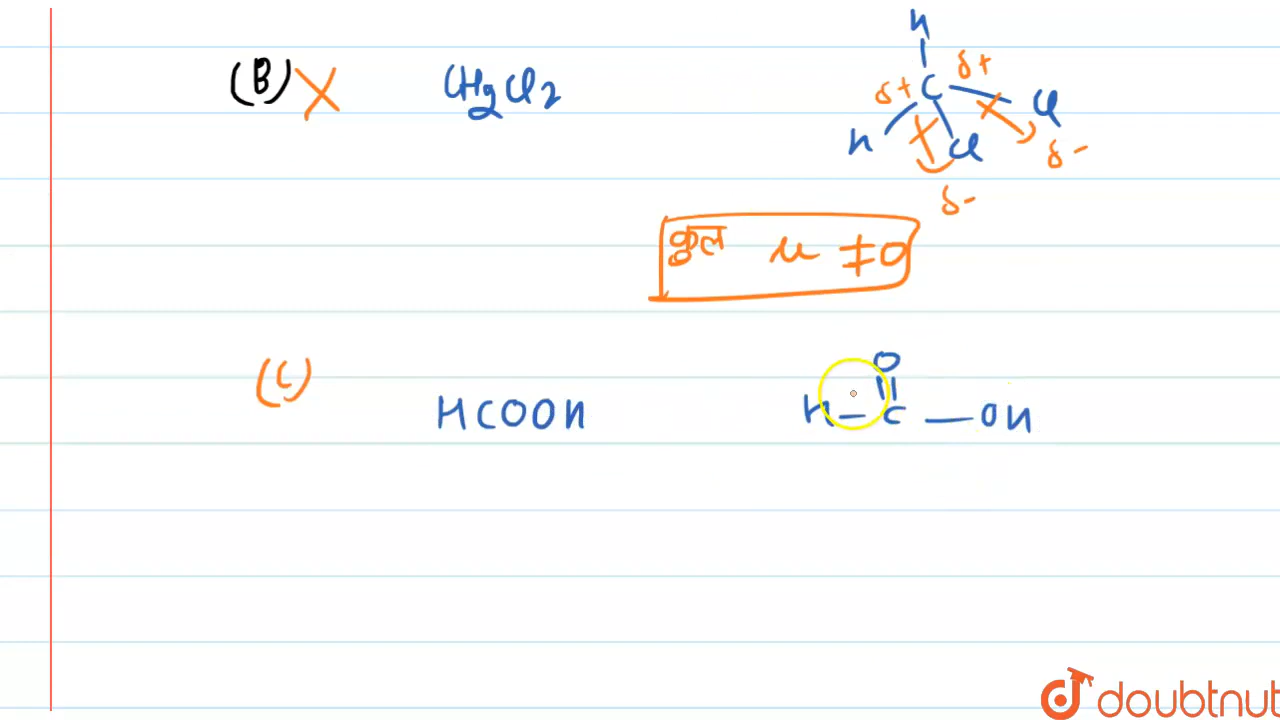 (B) X CH2Cl2
H
δ+ C δ+
H Cl Cl
δ- δ-
कुल μ ≠ 0
(C) HCOOH
O
H - C - OH
doubtnut